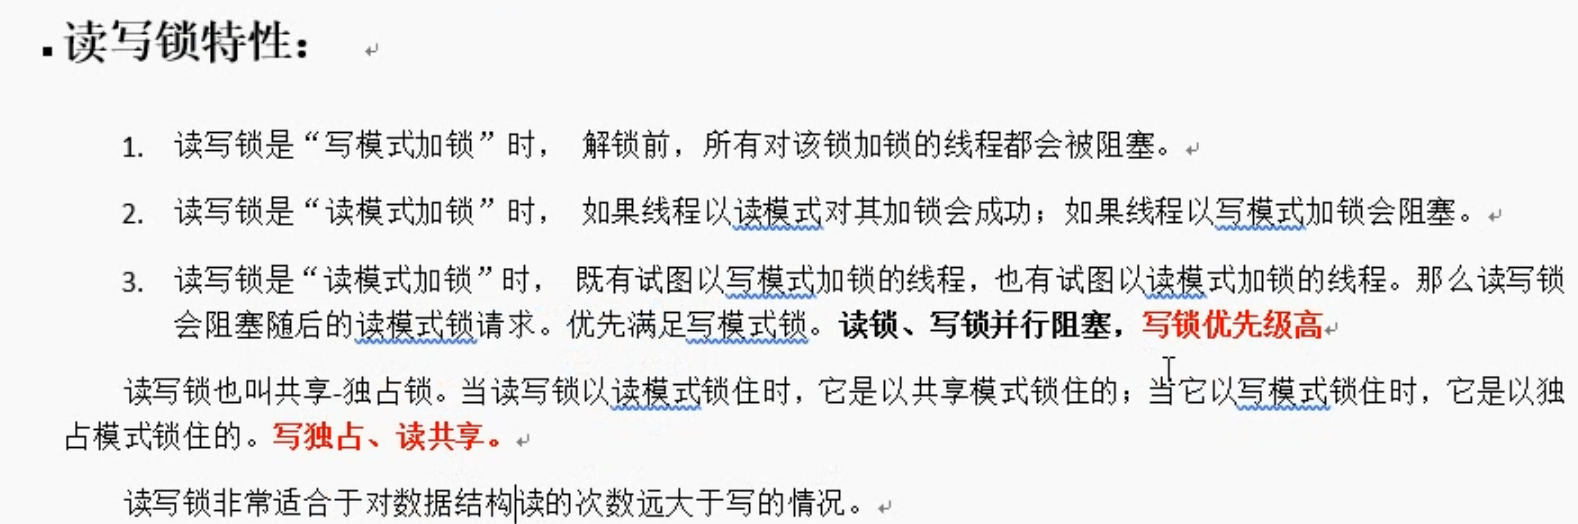 ▪读写锁特性：
1. 读写锁是“写模式加锁”时， 解锁前，所有对该锁加锁的线程都会被阻塞。
2. 读写锁是“读模式加锁”时， 如果线程以读模式对其加锁会成功；如果线程以写模式加锁会阻塞。
3. 读写锁是“读模式加锁”时， 既有试图以写模式加锁的线程，也有试图以读模式加锁的线程。那么读写锁
会阻塞随后的读模式锁请求。优先满足写模式锁。读锁、写锁并行阻塞，写锁优先级高
读写锁也叫共享-独占锁。当读写锁以读模式锁住时，它是以共享模式锁住的；当它以写模式锁住时，它是以独
占模式锁住的。写独占、读共享。
读写锁非常适合于对数据结构读的次数远大于写的情况。